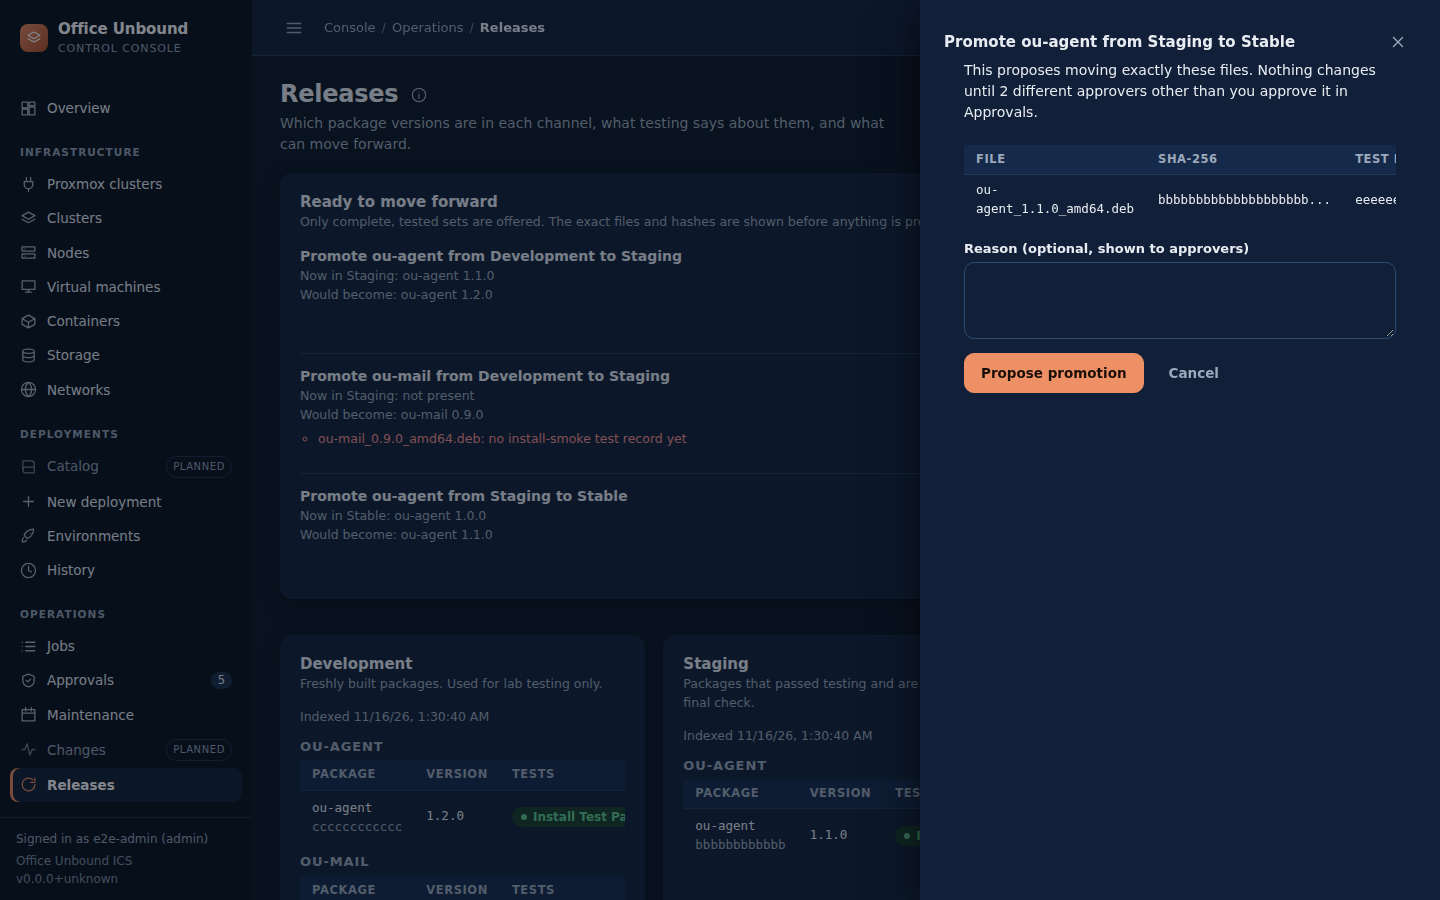 Office Unbound
CONTROL CONSOLE
Overview
INFRASTRUCTURE
Proxmox clusters
Clusters
Nodes
Virtual machines
Containers
Storage
Networks
DEPLOYMENTS
Catalog PLANNED
New deployment
Environments
History
OPERATIONS
Jobs
Approvals 5
Maintenance
Changes PLANNED
Releases
Signed in as e2e-admin (admin)
Office Unbound ICS
v0.0.0+unknown
Console / Operations / Releases
Releases
Which package versions are in each channel, what testing says about them, and what
can move forward.
Ready to move forward
Only complete, tested sets are offered. The exact files and hashes are shown before anything is pr
Promote ou-agent from Development to Staging
Now in Staging: ou-agent 1.1.0
Would become: ou-agent 1.2.0
Promote ou-mail from Development to Staging
Now in Staging: not present
Would become: ou-mail 0.9.0
ou-mail_0.9.0_amd64.deb: no install-smoke test record yet
Promote ou-agent from Staging to Stable
Now in Stable: ou-agent 1.0.0
Would become: ou-agent 1.1.0
Development
Freshly built packages. Used for lab testing only.
Indexed 11/16/26, 1:30:40 AM
OU-AGENT
PACKAGE VERSION TESTS
ou-agent
cccccccccccc
1.2.0
Install Test Pa
OU-MAIL
PACKAGE VERSION TESTS
Staging
Packages that passed testing and are
final check.
Indexed 11/16/26, 1:30:40 AM
OU-AGENT
PACKAGE VERSION TES
ou-agent
bbbbbbbbbbbb
1.1.0
Promote ou-agent from Staging to Stable
This proposes moving exactly these files. Nothing changes
until 2 different approvers other than you approve it in
Approvals.
FILE SHA-256 TEST
ou-
agent_1.1.0_amd64.deb
bbbbbbbbbbbbbbbbbbbb...
eeeeee
Reason (optional, shown to approvers)
Propose promotion Cancel